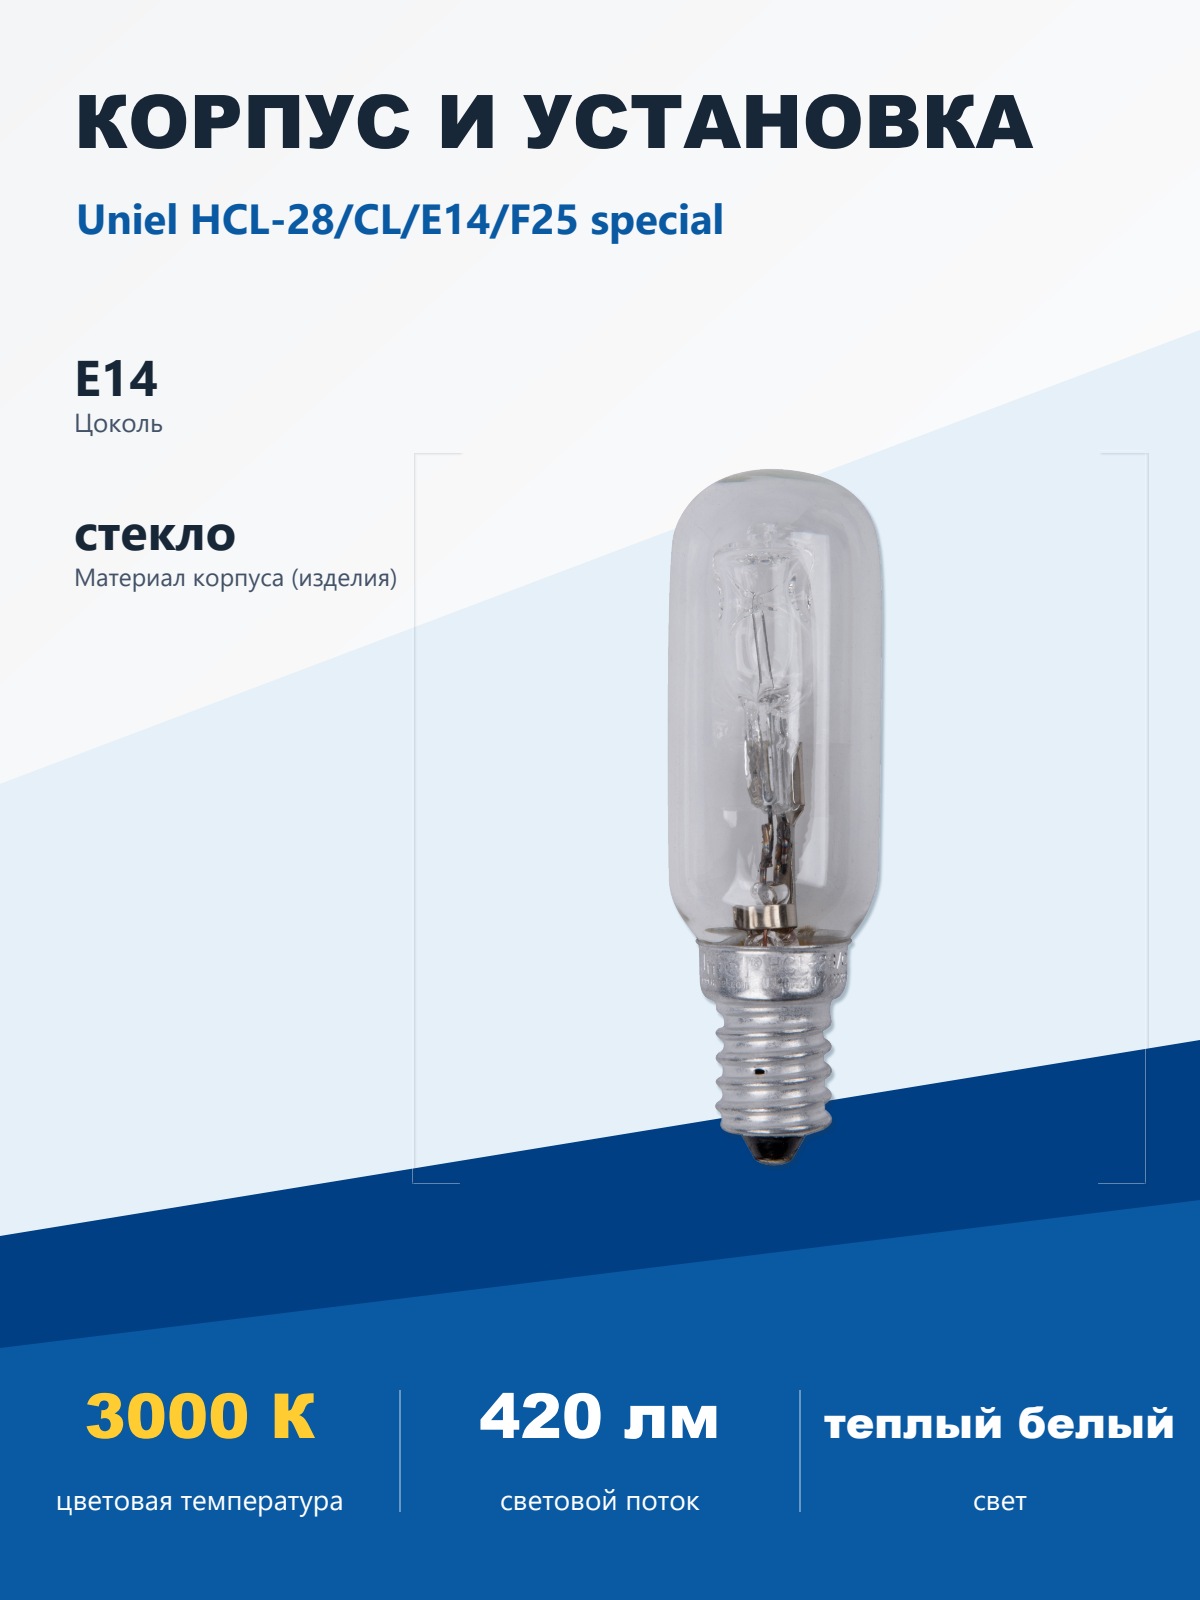 КОРПУС И УСТАНОВКА
Uniel HCL-28/CL/E14/F25 special
E14
Цоколь
стекло
Материал корпуса (изделия)
3000 К
цветовая температура
420 лм
световой поток
теплый белый
свет